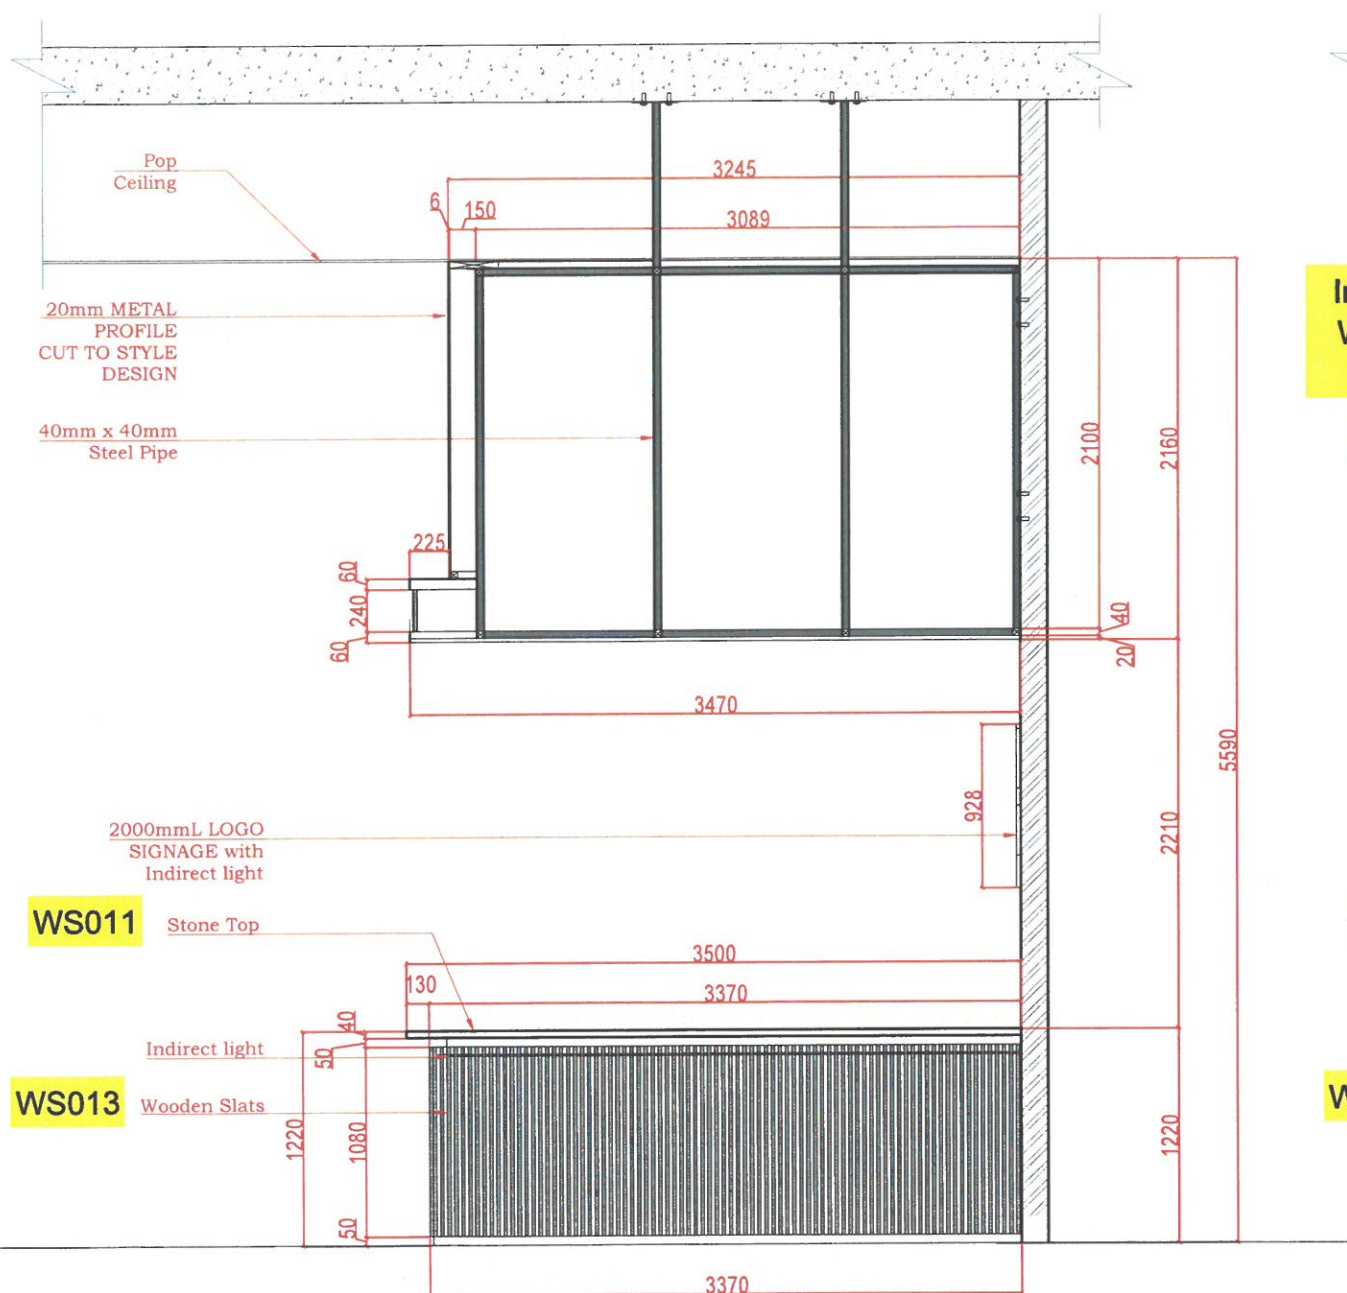 Pop
Ceiling
3245
6
150
3089
20mm METAL
PROFILE
CUT TO STYLE
DESIGN
40mm x 40mm
Steel Pipe
2100
2160
225
60
240
60
40
20
3470
5590
928
2210
2000mmL LOGO
SIGNAGE with
Indirect light
WS011
Stone Top
3500
130
3370
40
50
Indirect light
WS013
Wooden Slats
1220
1080
1220
50
3370